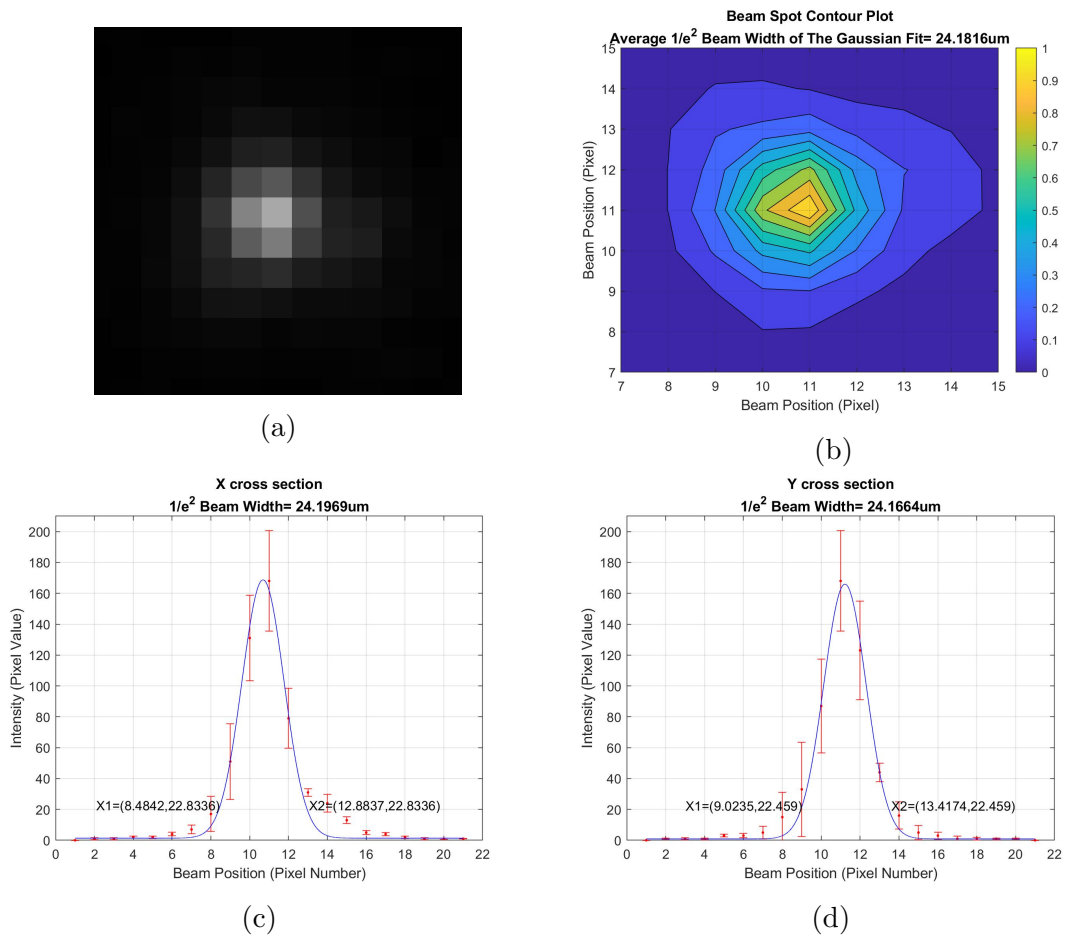 (a)
Beam Spot Contour Plot
Average 1/e² Beam Width of The Gaussian Fit= 24.1816um
Beam Position (Pixel)
15
14
13
12
11
10
9
8
7
7 8 9 10 11 12 13 14 15
Beam Position (Pixel)
1
0.9
0.8
0.7
0.6
0.5
0.4
0.3
0.2
0.1
0
(b)
X cross section
1/e² Beam Width= 24.1969um
Intensity (Pixel Value)
200
180
160
140
120
100
80
60
40
20
0
X1=(8.4842,22.8336)
X2=(12.8837,22.8336)
0 2 4 6 8 10 12 14 16 18 20 22
Beam Position (Pixel Number)
(c)
Y cross section
1/e² Beam Width= 24.1664um
Intensity (Pixel Value)
200
180
160
140
120
100
80
60
40
20
0
X1=(9.0235,22.459)
X2=(13.4174,22.459)
0 2 4 6 8 10 12 14 16 18 20 22
Beam Position (Pixel Number)
(d)